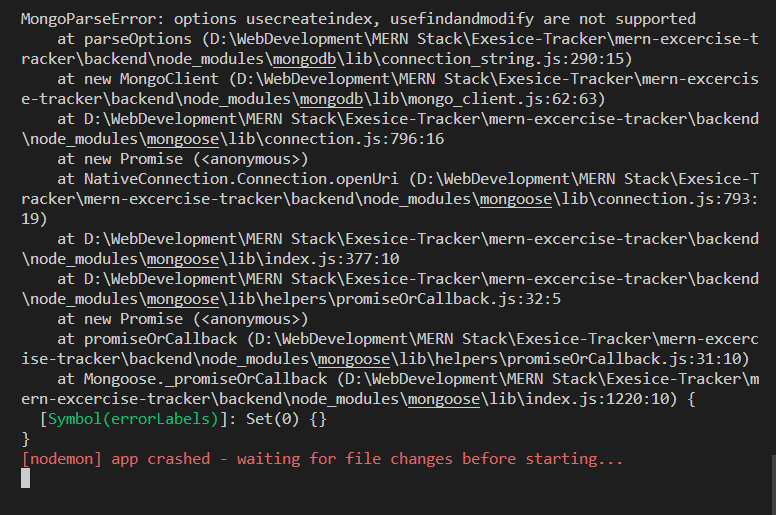 MongoParseError: options usecreateindex, usefindandmodify are not supported
    at parseOptions (D:\WebDevelopment\MERN Stack\Exesice-Tracker\mern-excercise-t
racker\backend\node_modules\mongodb\lib\connection_string.js:290:15)
    at new MongoClient (D:\WebDevelopment\MERN Stack\Exesice-Tracker\mern-excercis
e-tracker\backend\node_modules\mongodb\lib\mongo_client.js:62:63)
    at D:\WebDevelopment\MERN Stack\Exesice-Tracker\mern-excercise-tracker\backend
\node_modules\mongoose\lib\connection.js:796:16
    at new Promise (<anonymous>)
    at NativeConnection.Connection.openUri (D:\WebDevelopment\MERN Stack\Exesice-T
racker\mern-excercise-tracker\backend\node_modules\mongoose\lib\connection.js:793:
19)
    at D:\WebDevelopment\MERN Stack\Exesice-Tracker\mern-excercise-tracker\backend
\node_modules\mongoose\lib\index.js:377:10
    at D:\WebDevelopment\MERN Stack\Exesice-Tracker\mern-excercise-tracker\backend
\node_modules\mongoose\lib\helpers\promiseOrCallback.js:32:5
    at new Promise (<anonymous>)
    at promiseOrCallback (D:\WebDevelopment\MERN Stack\Exesice-Tracker\mern-excerc
ise-tracker\backend\node_modules\mongoose\lib\helpers\promiseOrCallback.js:31:10)
    at Mongoose._promiseOrCallback (D:\WebDevelopment\MERN Stack\Exesice-Tracker\m
ern-excercise-tracker\backend\node_modules\mongoose\lib\index.js:1220:10) {
  [Symbol(errorLabels)]: Set(0) {}
}
[nodemon] app crashed - waiting for file changes before starting...